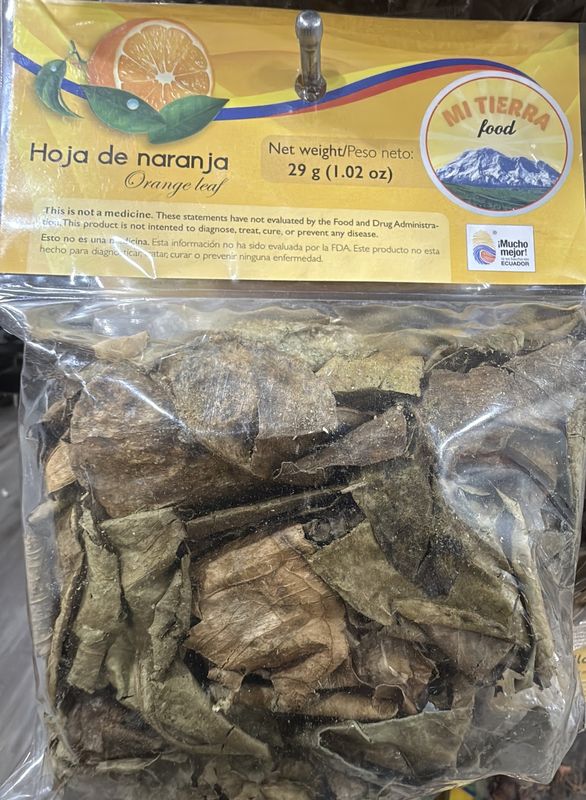 MI TIERRA
food
Hoja de naranja
Orange leaf
Net weight/Peso neto:
29 g (1.02 oz)
This is not a medicine. These statements have not been evaluated by the Food and Drug Administra-
tion. This product is not intended to diagnose, treat, cure, or prevent any disease.
Esto no es una medicina. Esta información no ha sido evaluada por la FDA. Este producto no esta
hecho para diagnosticar, tratar, curar o prevenir ninguna enfermedad.
¡Mucho
mejor!
ECUADOR